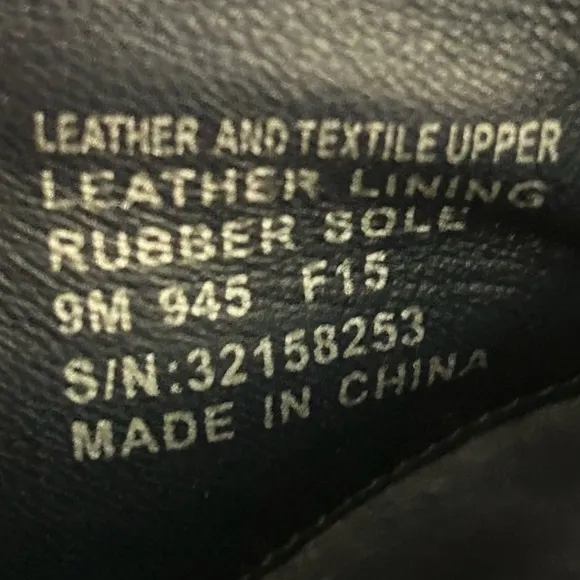 LEATHER AND TEXTILE UPPER
LEATHER LINING
RUBBER SOLE
9M 945 F15
S/N:32158253
MADE IN CHINA